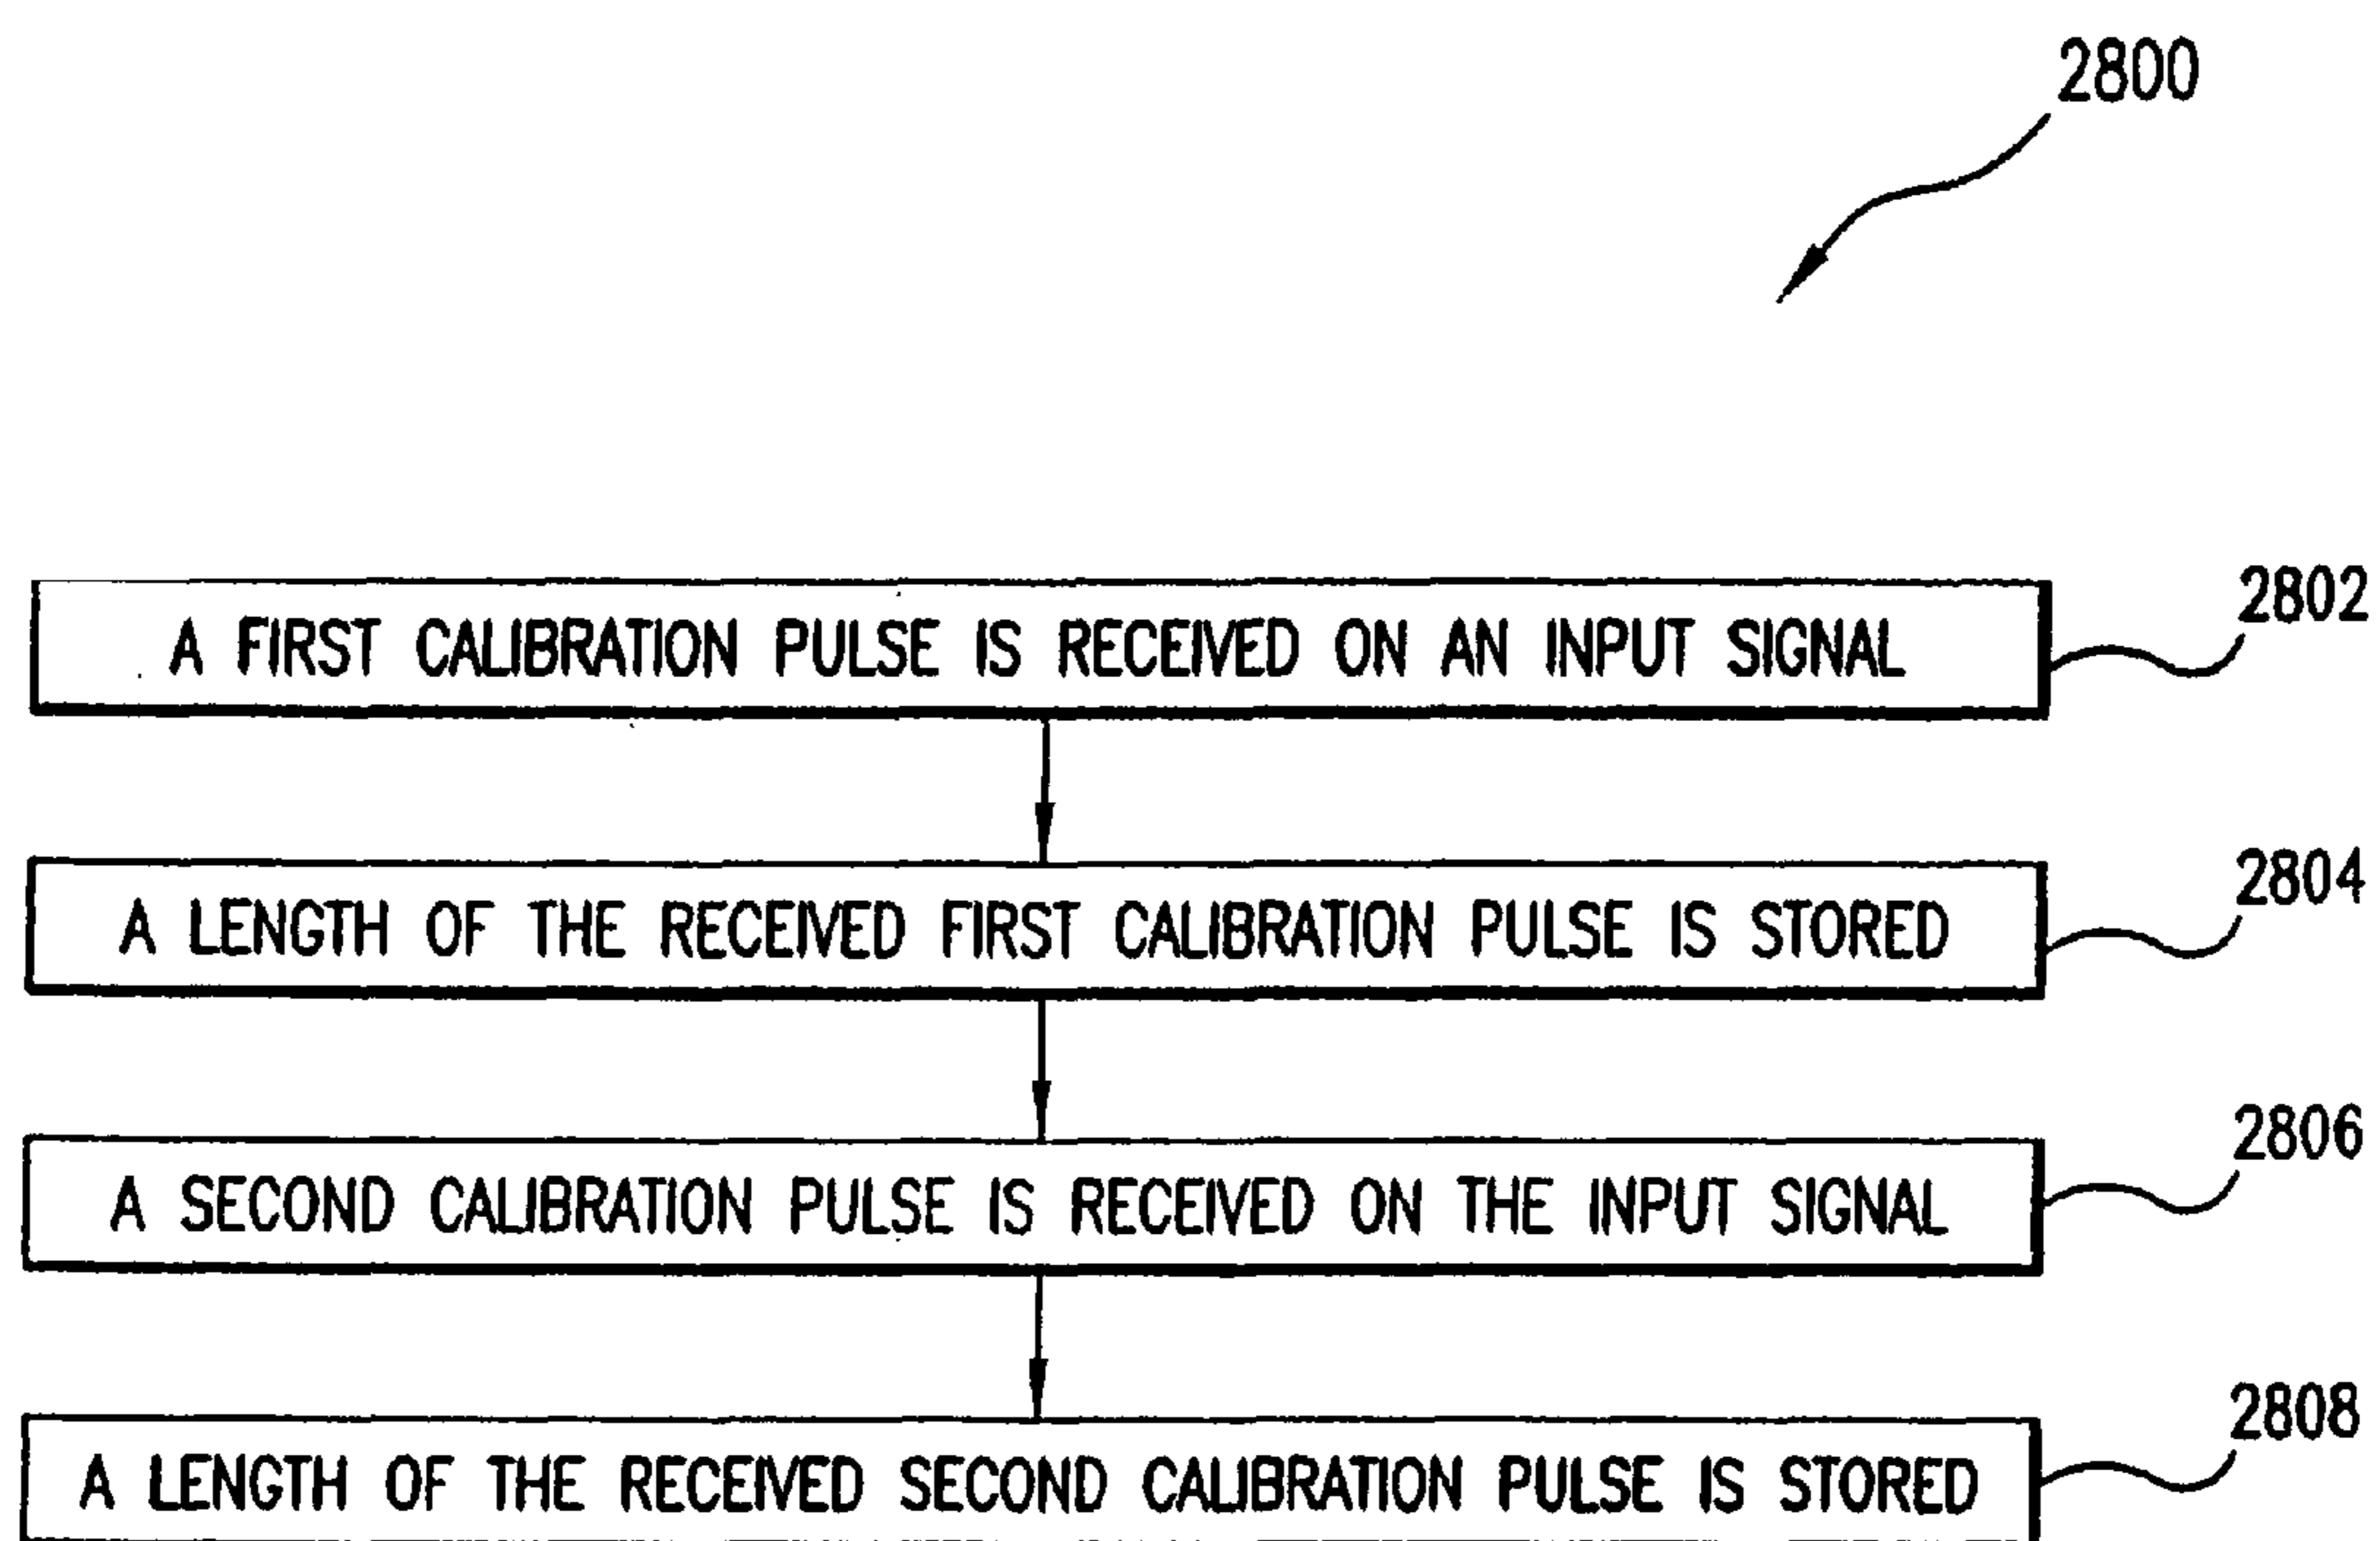 2800
A FIRST CALIBRATION PULSE IS RECEIVED ON AN INPUT SIGNAL
2802
A LENGTH OF THE RECEIVED FIRST CALIBRATION PULSE IS STORED
2804
A SECOND CALIBRATION PULSE IS RECEIVED ON THE INPUT SIGNAL
2806
A LENGTH OF THE RECEIVED SECOND CALIBRATION PULSE IS STORED
2808